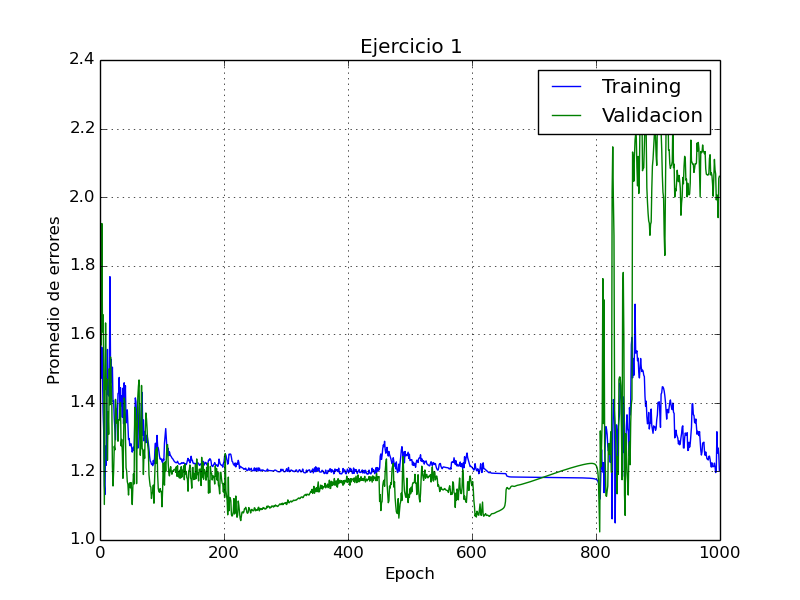 Ejercicio 1
2.4
2.2
2.0
1.8
1.6
1.4
1.2
1.0
Promedio de errores
Training
Validacion
0 200 400 600 800 1000
Epoch